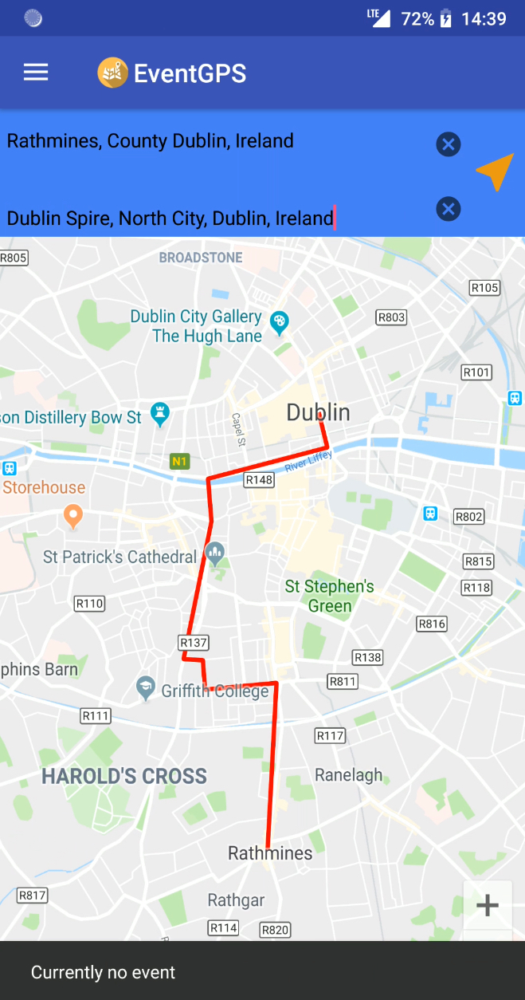 LTE 72% 14:39
EventGPS
Rathmines, County Dublin, Ireland
Dublin Spire, North City, Dublin, Ireland
R805
BROADSTONE
R105
Dublin City Gallery
The Hugh Lane
R803
R101
Dublin
son Distillery Bow St
Capel St
N1
River Liffey
R148
Storehouse
R802
St Patrick's Cathedral
R815
St Stephen's
Green
R118
R110
R816
R137
R138
phins Barn
R811
Griffith College
R111
R117
HAROLD'S CROSS
Ranelagh
Rathmines
R817
Rathgar
R114
R820
+
Currently no event